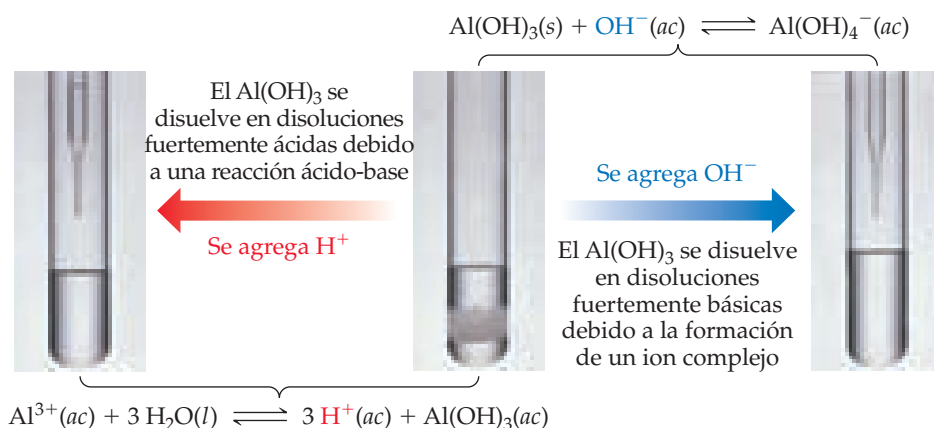 Al(OH)₃(s) + OH⁻(ac) ⇌ Al(OH)₄⁻(ac)
El Al(OH)₃ se
disuelve en disoluciones
fuertemente ácidas debido
a una reacción ácido-base
Se agrega H⁺
Se agrega OH⁻
El Al(OH)₃ se disuelve
en disoluciones
fuertemente básicas
debido a la formación
de un ion complejo
Al³⁺(ac) + 3 H₂O(l) ⇌ 3 H⁺(ac) + Al(OH)₃(ac)